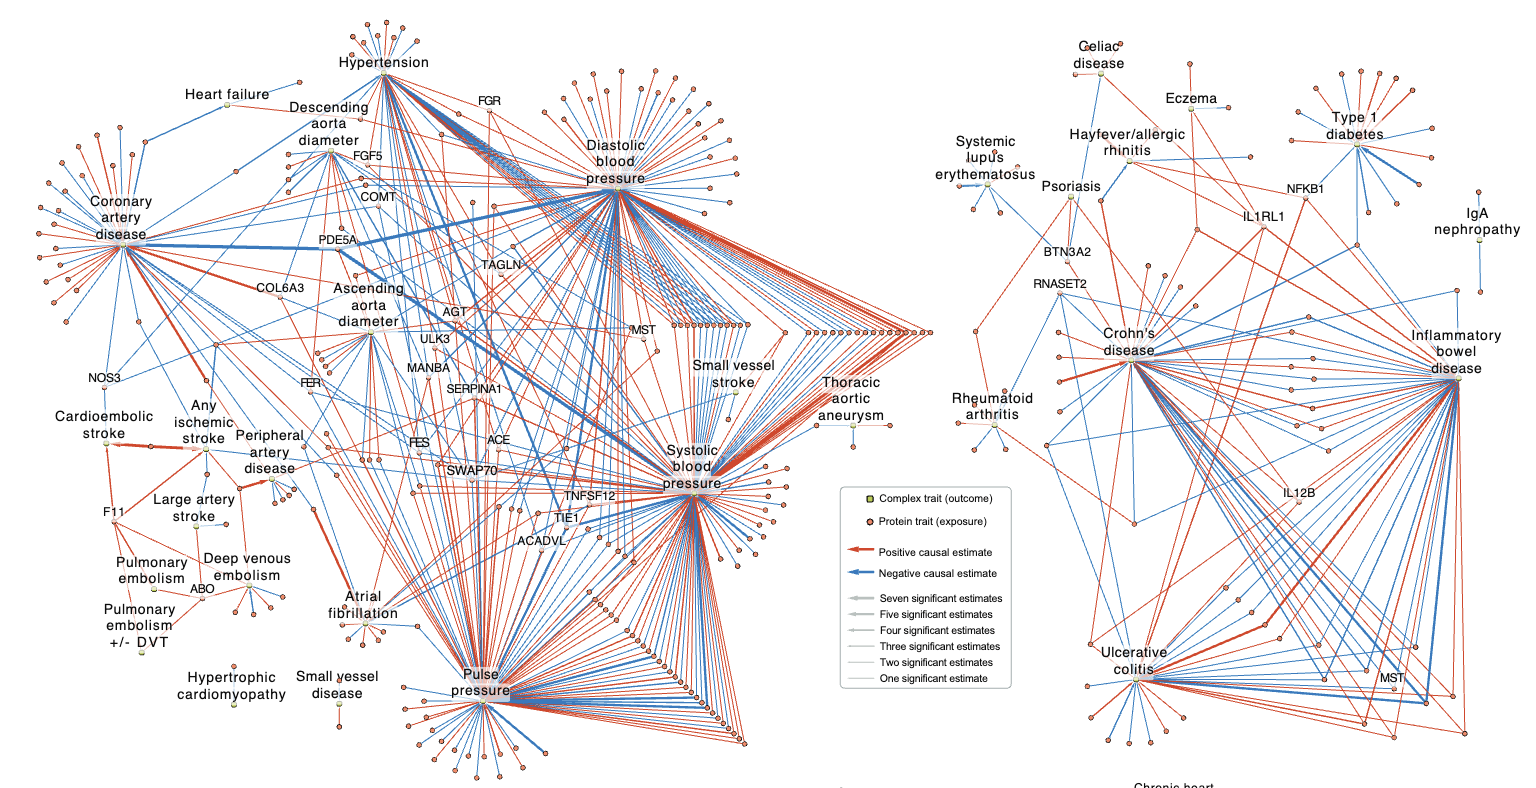 Hypertension
Heart failure
Descending
aorta
diameter
FGR
FGF5
COMT
Diastolic
blood
pressure
Coronary
artery
disease
PDE5A
TAGLN
COL6A3
Ascending
aorta
diameter
AGT
MST
ULK3
MANBA
SERPINA1
NOS3
FER
Small vessel
stroke
Thoracic
aortic
aneurysm
Cardioembolic
stroke
Any
ischemic
stroke
Peripheral
artery
disease
FES
ACE
SWAP70
Systolic
blood
pressure
Large artery
stroke
F11
TNFSF12
TIE1
ACADVL
Pulmonary
embolism
Deep venous
embolism
ABO
Pulmonary
embolism
+/- DVT
Atrial
fibrillation
Hypertrophic
cardiomyopathy
Small vessel
disease
Pulse
pressure
Complex trait (outcome)
Protein trait (exposure)
Positive causal estimate
Negative causal estimate
Seven significant estimates
Five significant estimates
Four significant estimates
Three significant estimates
Two significant estimates
One significant estimate
Celiac
disease
Eczema
Hayfever/allergic
rhinitis
Type 1
diabetes
Systemic
lupus
erythematosus
Psoriasis
NFKB1
IL1RL1
IgA
nephropathy
BTN3A2
RNASET2
Crohn's
disease
Inflammatory
bowel
disease
Rheumatoid
arthritis
IL12B
Ulcerative
colitis
MST
Chronic heart